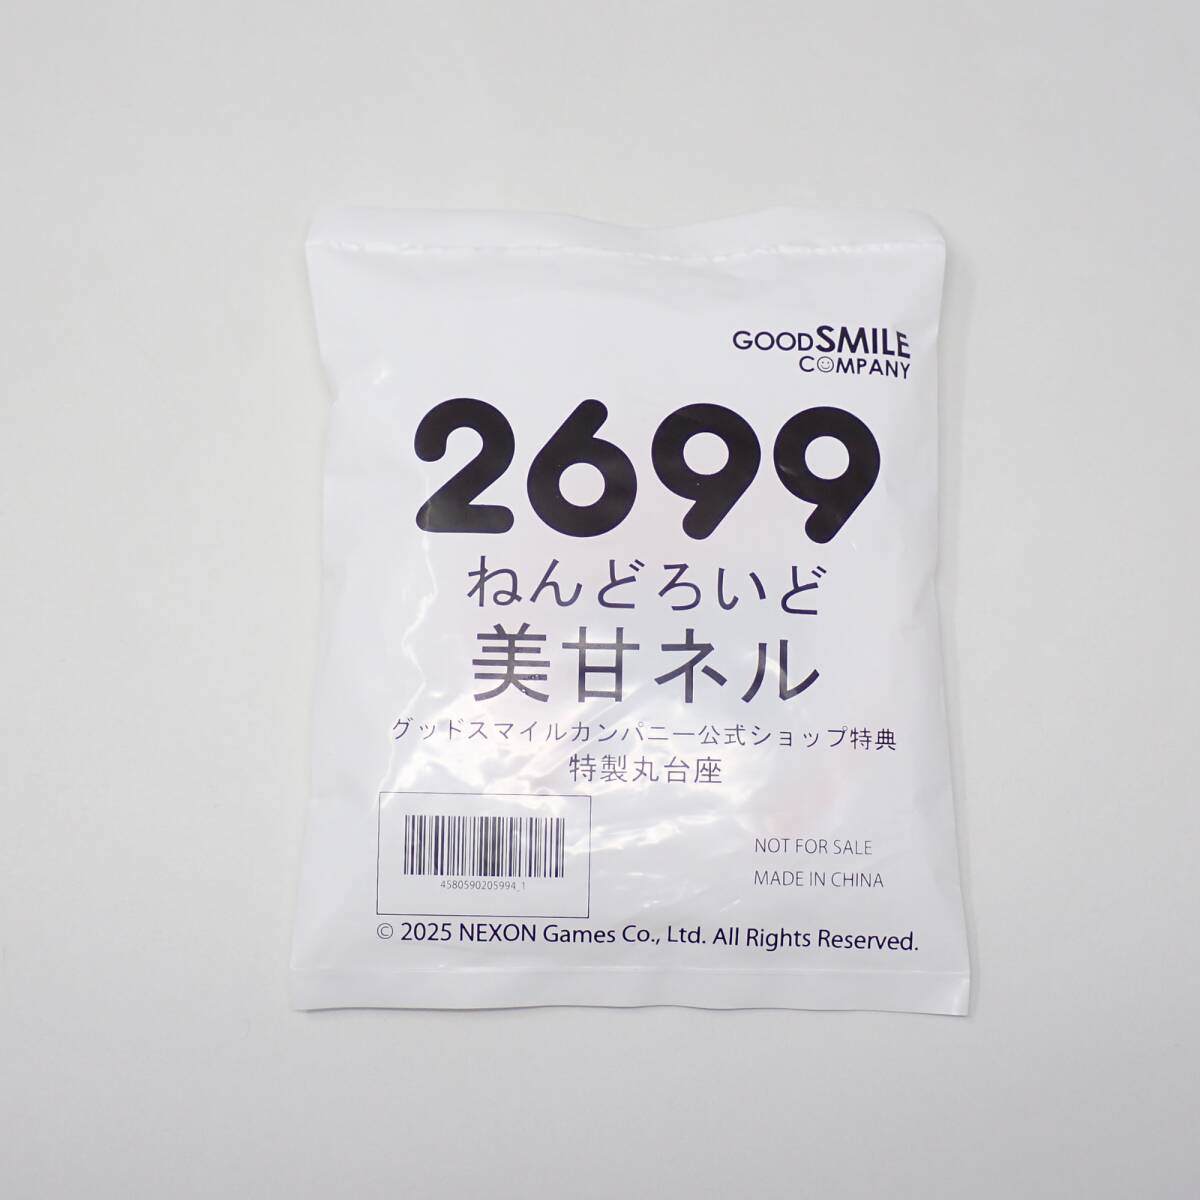 GOODSMILE
COMPANY
2699
ねんどろいど
美甘ネル
グッドスマイルカンパニー公式ショップ特典
特製丸台座
4580590205994_1
NOT FOR SALE
MADE IN CHINA
© 2025 NEXON Games Co., Ltd. All Rights Reserved.